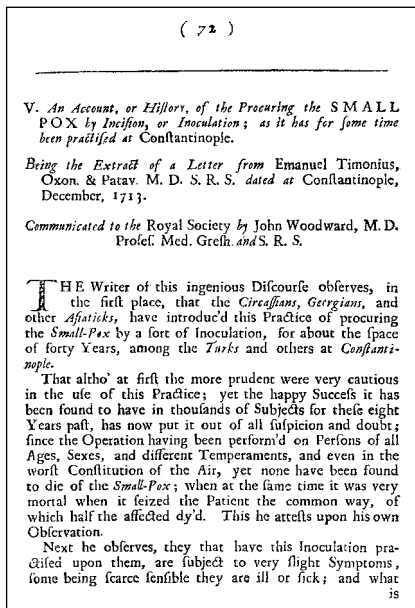 ( 72 )
V. An Account, or Hiſtory, of the Procuring the SMALL
POX by Inciſion, or Inoculation; as it has for ſome time
been practiſed at Conſtantinople.
Being the Extract of a Letter from Emanuel Timonius,
Oxon. & Patav. M. D. S. R. S. dated at Conſtantinople,
December, 1713.
Communicated to the Royal Society by John Woodward, M. D.
Profeſ. Med. Greſh. and S. R. S.
THE Writer of this ingenious Diſcourſe obſerves, in
the firſt place, that the Circaſſians, Georgians, and
other Aſiaticks, have introduc'd this Practice of procuring
the Small-Pox by a ſort of Inoculation, for about the ſpace
of forty Years, among the Turks and others at Conſtanti-
nople.
That altho' at firſt the more prudent were very cautious
in the uſe of this Practice; yet the happy Succeſs it has
been found to have in thouſands of Subjects for theſe eight
Years paſt, has now put it out of all ſuſpicion and doubt;
ſince the Operation having been perform'd on Perſons of all
Ages, Sexes, and different Temperaments, and even in the
worſt Conſtitution of the Air, yet none have been found
to die of the Small-Pox; when at the ſame time it was very
mortal when it ſeized the Patient the common way, of
which half the affected dy'd. This he atteſts upon his own
Obſervation.
Next he obſerves, they that have this Inoculation pra-
ctiſed upon them, are ſubject to very ſlight Symptoms,
ſome being ſcarce ſenſible they are ill or ſick; and what
is